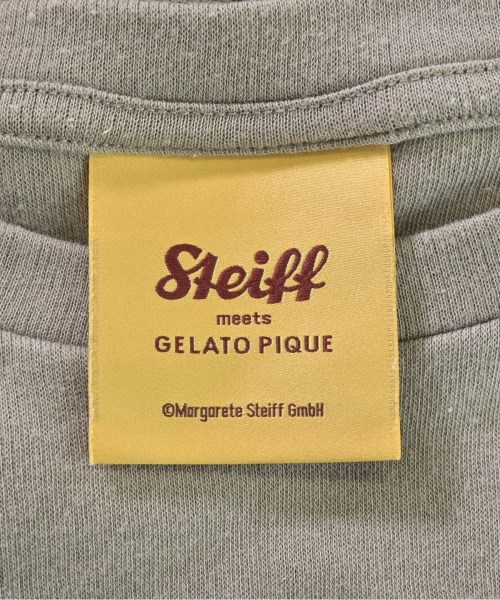 Steiff
meets
GELATO PIQUE
©Margarete Steiff GmbH